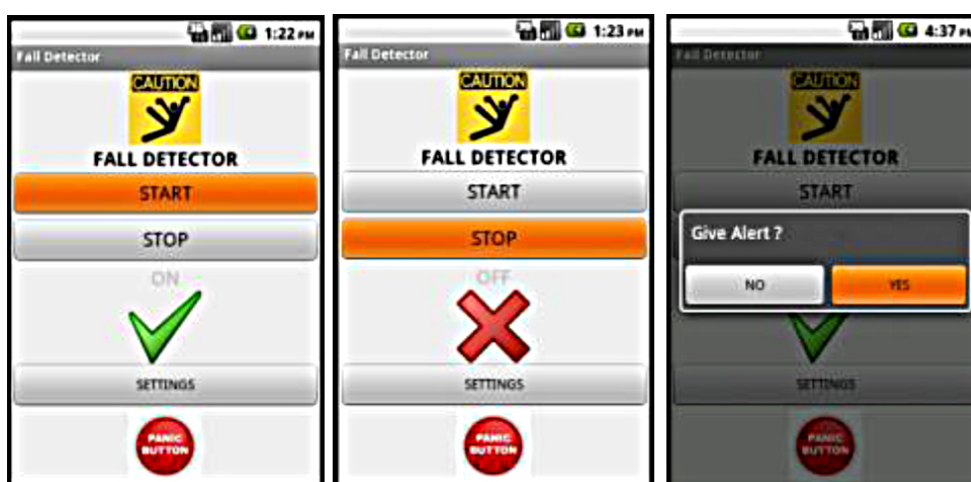 1:22 PM
Fall Detector
CAUTION
FALL DETECTOR
START
STOP
ON
SETTINGS
PANIC
BUTTON
1:23 PM
Fall Detector
CAUTION
FALL DETECTOR
START
STOP
OFF
SETTINGS
PANIC
BUTTON
4:37 PM
Fall Detector
CAUTION
FALL DETECTOR
START
Give Alert ?
NO YES
SETTINGS
PANIC
BUTTON